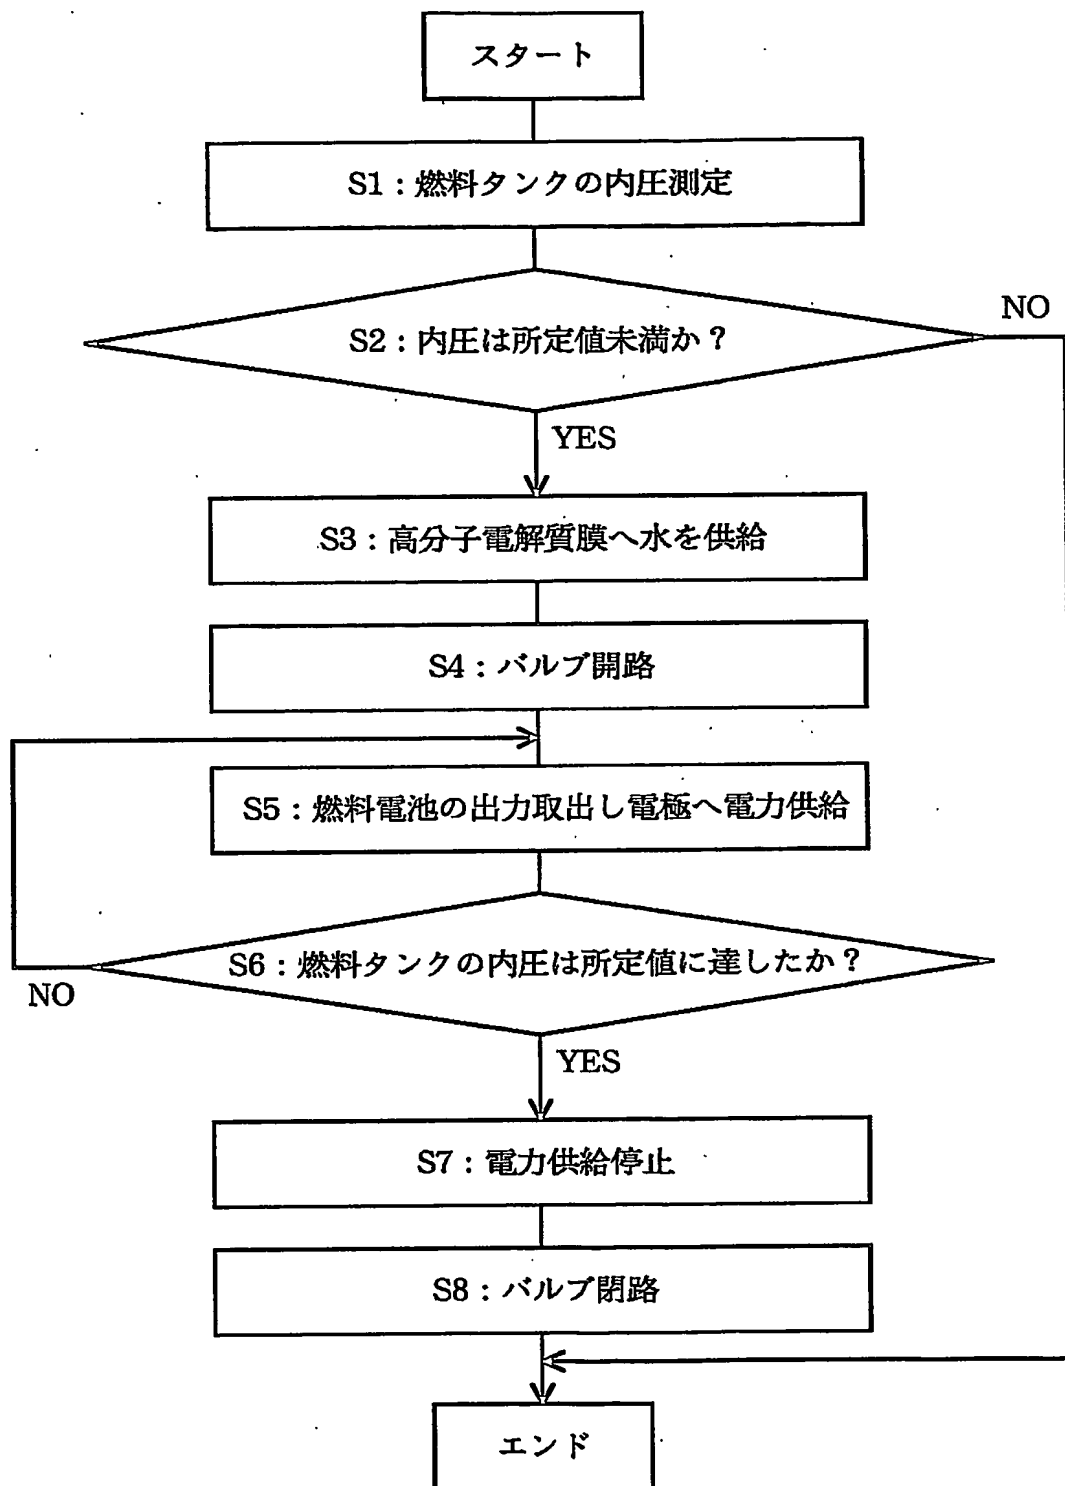 スタート
S1：燃料タンクの内圧測定
NO
S2：内圧は所定値未満か？
YES
S3：高分子電解質膜へ水を供給
S4：バルブ開路
S5：燃料電池の出力取出し電極へ電力供給
S6：燃料タンクの内圧は所定値に達したか？
NO
YES
S7：電力供給停止
S8：バルブ閉路
エンド